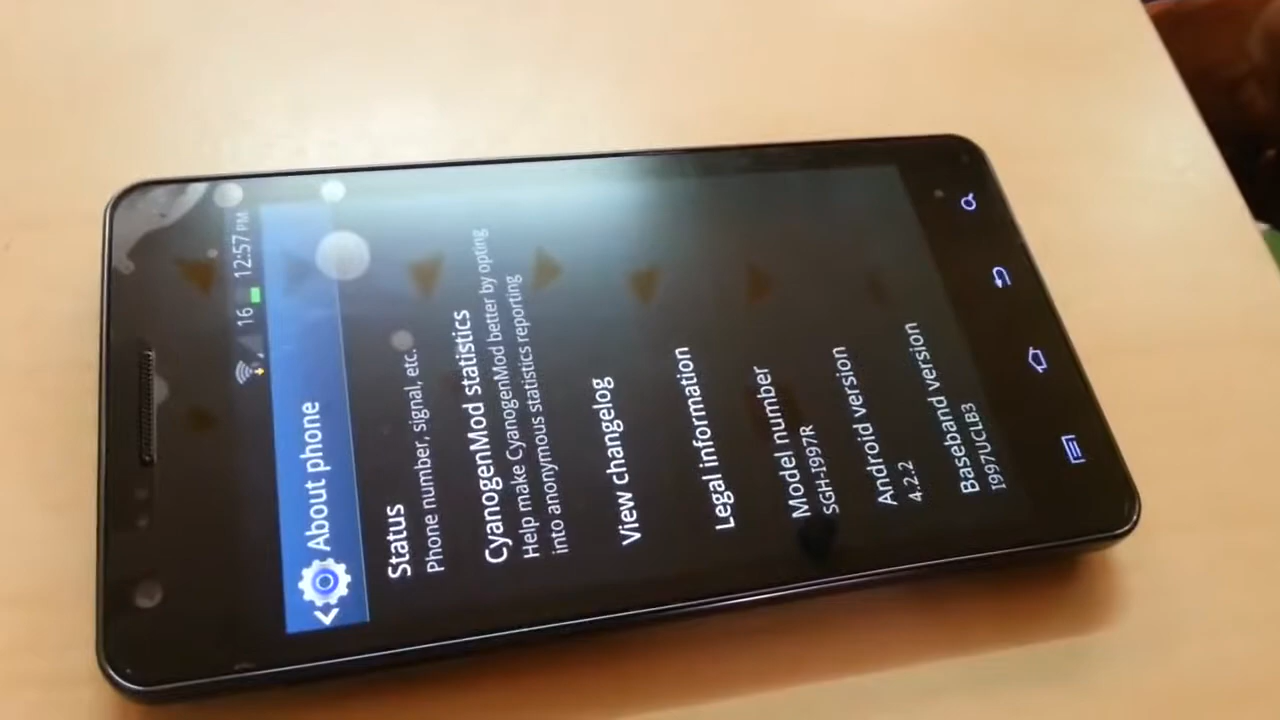 16 12:57 PM
About phone
Status
Phone number, signal, etc.
CyanogenMod statistics
Help make CyanogenMod better by opting
into anonymous statistics reporting
View changelog
Legal information
Model number
SGH-I997R
Android version
4.2.2
Baseband version
I997UCLB3